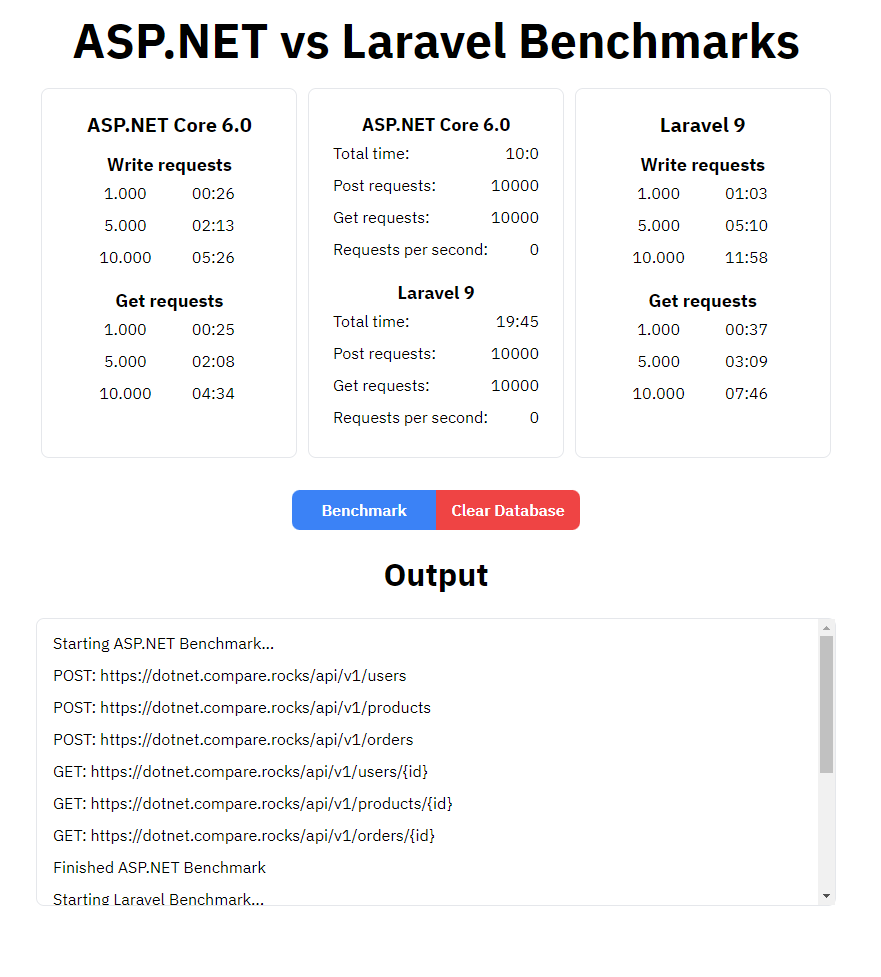 ASP.NET vs Laravel Benchmarks
ASP.NET Core 6.0
Write requests
1.000 00:26
5.000 02:13
10.000 05:26
Get requests
1.000 00:25
5.000 02:08
10.000 04:34
ASP.NET Core 6.0
Total time: 10:0
Post requests: 10000
Get requests: 10000
Requests per second: 0
Laravel 9
Total time: 19:45
Post requests: 10000
Get requests: 10000
Requests per second: 0
Laravel 9
Write requests
1.000 01:03
5.000 05:10
10.000 11:58
Get requests
1.000 00:37
5.000 03:09
10.000 07:46
Benchmark Clear Database
Output
Starting ASP.NET Benchmark...
POST: https://dotnet.compare.rocks/api/v1/users
POST: https://dotnet.compare.rocks/api/v1/products
POST: https://dotnet.compare.rocks/api/v1/orders
GET: https://dotnet.compare.rocks/api/v1/users/{id}
GET: https://dotnet.compare.rocks/api/v1/products/{id}
GET: https://dotnet.compare.rocks/api/v1/orders/{id}
Finished ASP.NET Benchmark
Starting Laravel Benchmark...